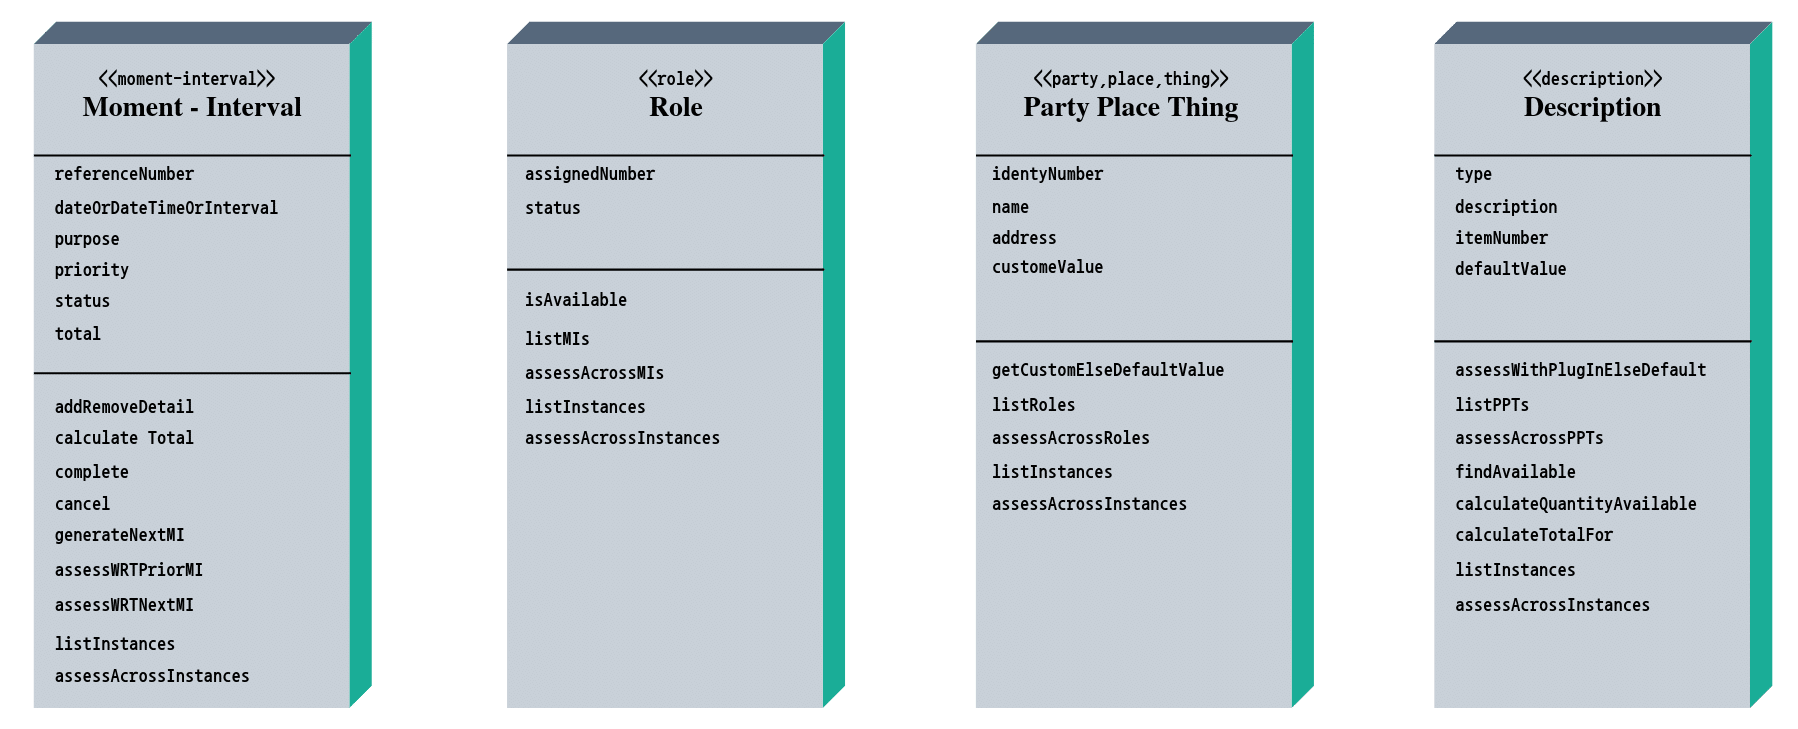 <<moment-interval>>
Moment - Interval
referenceNumber
dateOrDateTimeOrInterval
purpose
priority
status
total
addRemoveDetail
calculate Total
complete
cancel
generateNextMI
assessWRTPriorMI
assessWRTNextMI
listInstances
assessAcrossInstances
<<role>>
Role
assignedNumber
status
isAvailable
listMIs
assessAcrossMIs
listInstances
assessAcrossInstances
<<party,place,thing>>
Party Place Thing
identyNumber
name
address
customeValue
getCustomElseDefaultValue
listRoles
assessAcrossRoles
listInstances
assessAcrossInstances
<<description>>
Description
type
description
itemNumber
defaultValue
assessWithPlugInElseDefault
listPPTs
assessAcrossPPTs
findAvailable
calculateQuantityAvailable
calculateTotalFor
listInstances
assessAcrossInstances